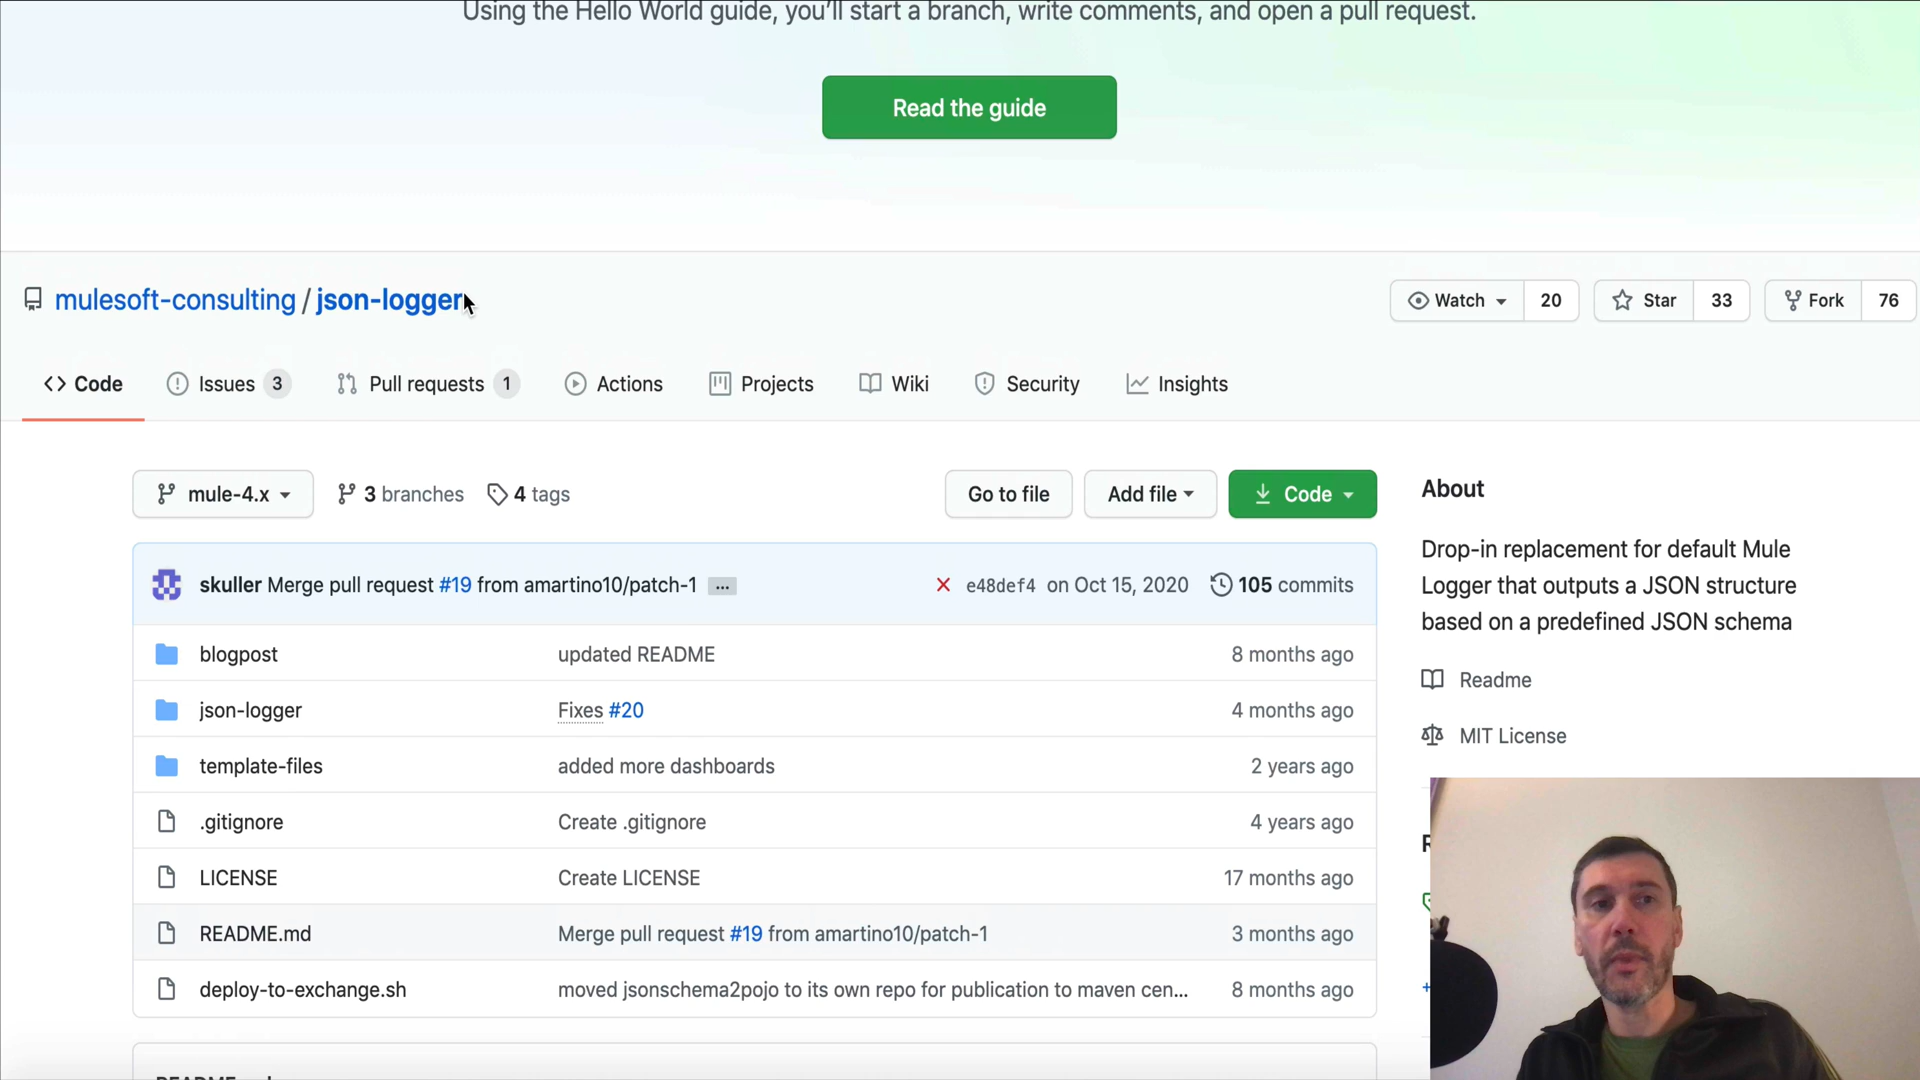 Using the Hello World guide, you'll start a branch, write comments, and open a pull request.
Read the guide
mulesoft-consulting / json-logger
Watch 20 Star 33 Fork 76
Code Issues 3 Pull requests 1 Actions Projects Wiki Security Insights
mule-4.x 3 branches 4 tags Go to file Add file Code
skuller Merge pull request #19 from amartino10/patch-1 ... e48def4 on Oct 15, 2020 105 commits
blogpost updated README 8 months ago
json-logger Fixes #20 4 months ago
template-files added more dashboards 2 years ago
.gitignore Create .gitignore 4 years ago
LICENSE Create LICENSE 17 months ago
README.md Merge pull request #19 from amartino10/patch-1 3 months ago
deploy-to-exchange.sh moved jsonschema2pojo to its own repo for publication to maven cen... 8 months ago
About
Drop-in replacement for default Mule
Logger that outputs a JSON structure
based on a predefined JSON schema
Readme
MIT License